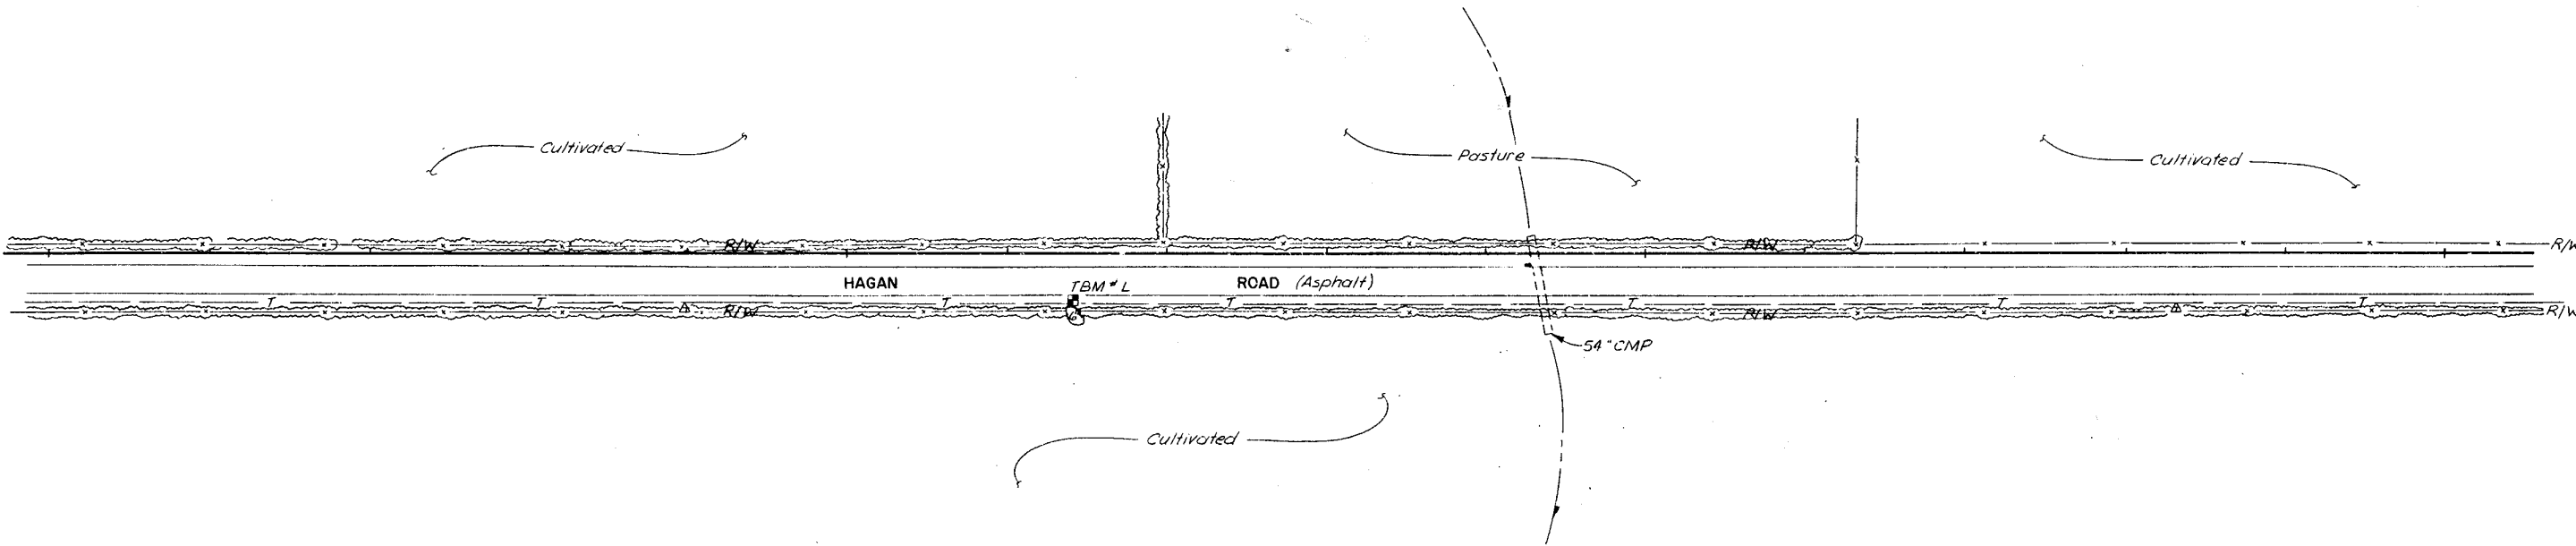 Cultivated
Pasture
Cultivated
R/W R/W R/W
HAGAN ROAD (Asphalt)
TBM # L
T T T T T T T
R/W R/W R/W
54" CMP
Cultivated